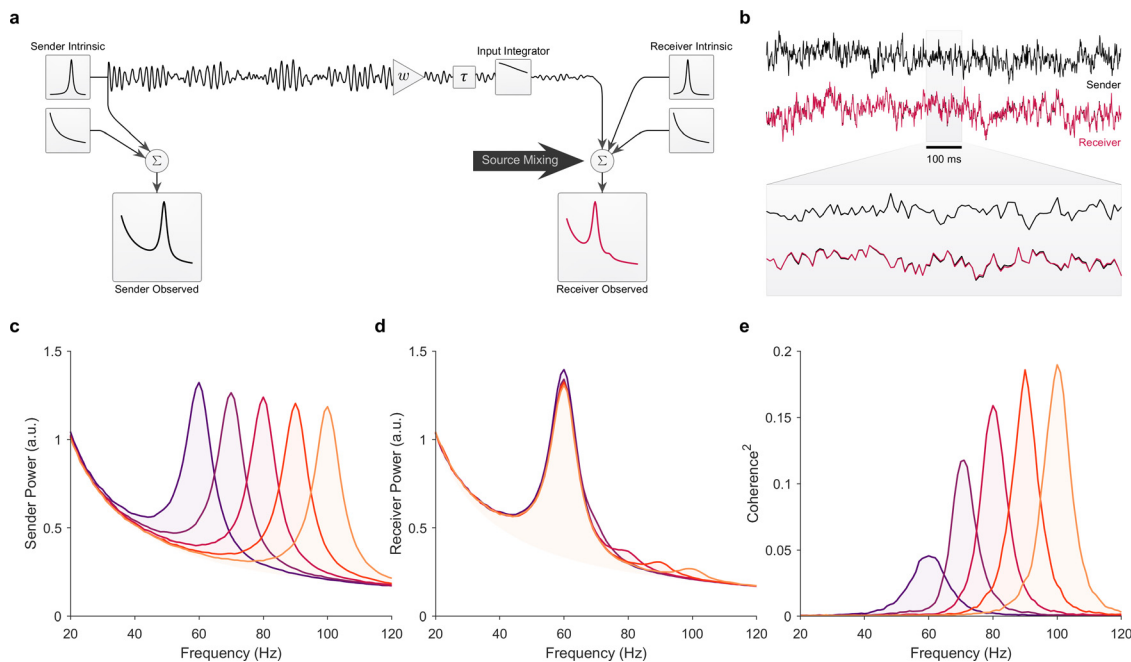 a
Sender Intrinsic
Input Integrator
Receiver Intrinsic
w
τ
Σ
Source Mixing
Σ
Sender Observed
Receiver Observed
b
Sender
Receiver
100 ms
c
Sender Power (a.u.)
1.5
1
0.5
0
20
40
60
80
100
120
Frequency (Hz)
d
Receiver Power (a.u.)
1.5
1
0.5
0
20
40
60
80
100
120
Frequency (Hz)
e
Coherence²
0.2
0.15
0.10
0.05
0
20
40
60
80
100
120
Frequency (Hz)